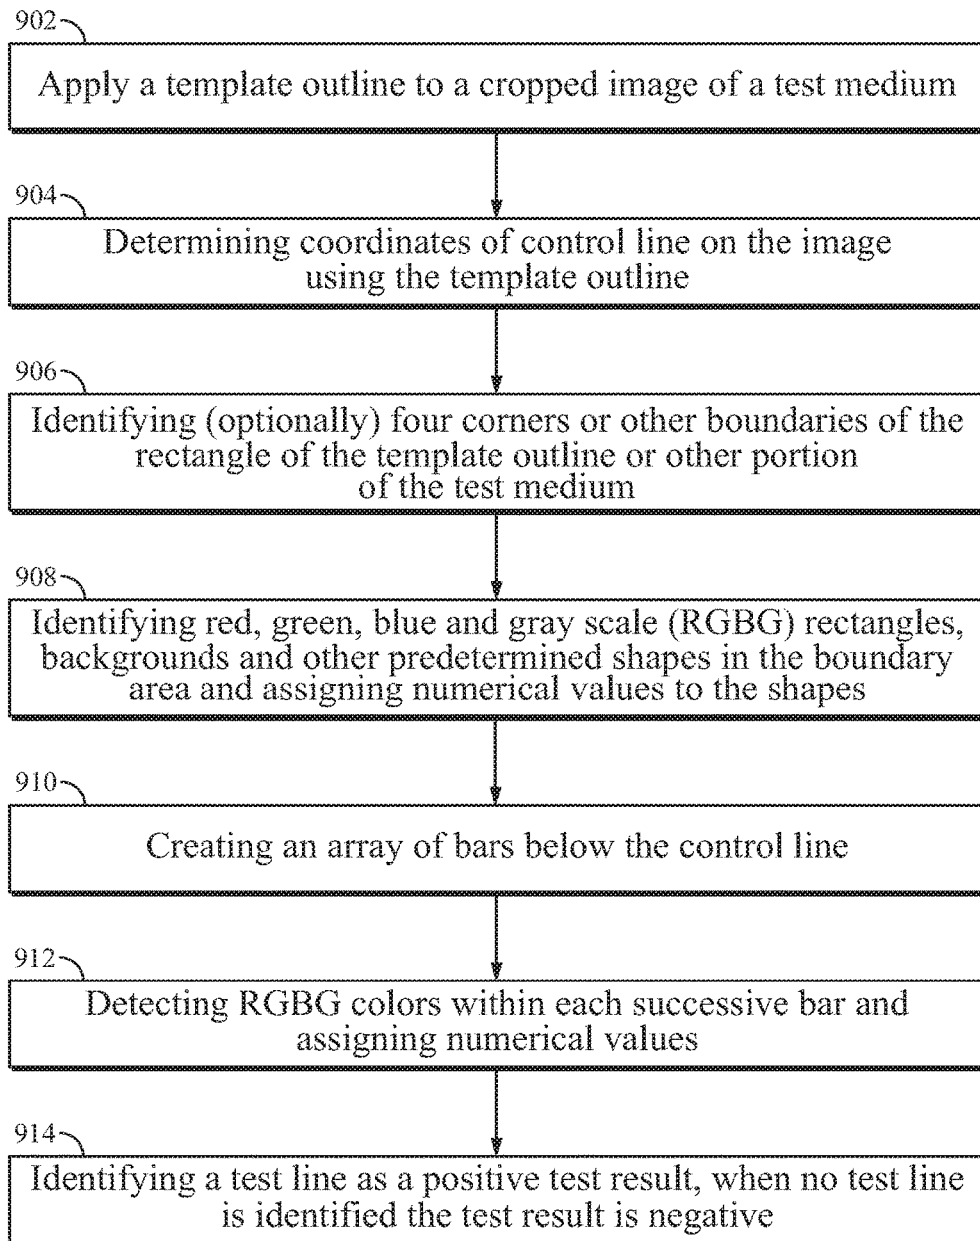 902
Apply a template outline to a cropped image of a test medium
904
Determining coordinates of control line on the image
using the template outline
906
Identifying (optionally) four corners or other boundaries of the
rectangle of the template outline or other portion
of the test medium
908
Identifying red, green, blue and gray scale (RGBG) rectangles,
backgrounds and other predetermined shapes in the boundary
area and assigning numerical values to the shapes
910
Creating an array of bars below the control line
912
Detecting RGBG colors within each successive bar and
assigning numerical values
914
Identifying a test line as a positive test result, when no test line
is identified the test result is negative